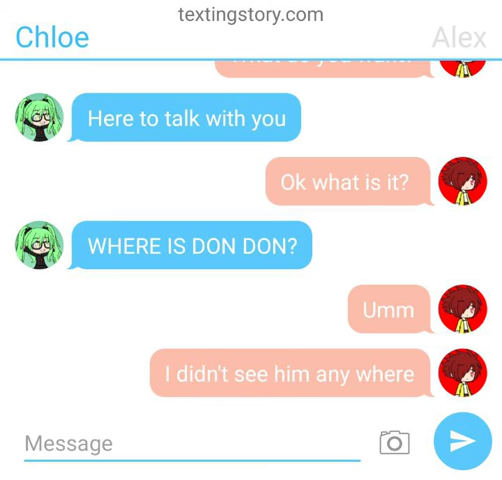 textingstory.com
Chloe
Alex
Here to talk with you
Ok what is it?
WHERE IS DON DON?
Umm
I didn't see him any where
Message